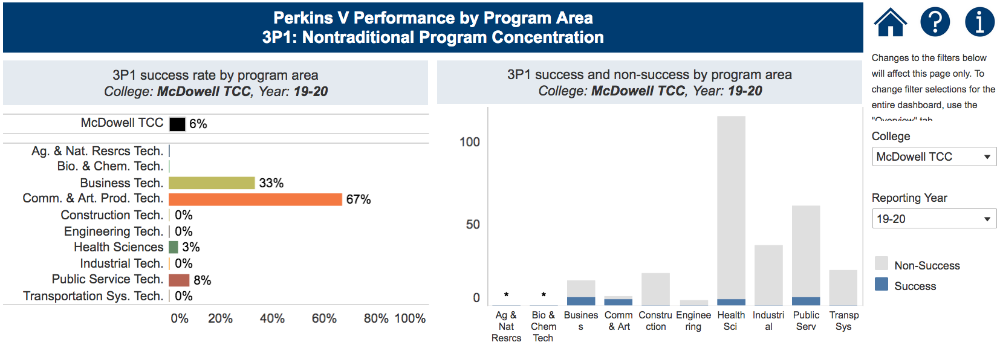 Perkins V Performance by Program Area
3P1: Nontraditional Program Concentration
3P1 success rate by program area
College: McDowell TCC, Year: 19-20
McDowell TCC 6%
Ag. & Nat. Resrcs Tech.
Bio. & Chem. Tech.
Business Tech. 33%
Comm. & Art. Prod. Tech. 67%
Construction Tech. 0%
Engineering Tech. 0%
Health Sciences 3%
Industrial Tech. 0%
Public Service Tech. 8%
Transportation Sys. Tech. 0%
0% 20% 40% 60% 80% 100%
3P1 success and non-success by program area
College: McDowell TCC, Year: 19-20
100
50
0
* *
Ag & Bio & Busines Comm Constru Enginee Health Industri Public Transp
Nat Chem s & Art ction ring Sci al Serv Sys
Resrcs Tech
Changes to the filters below
will affect this page only. To
change filter selections for the
entire dashboard, use the
"Overview" tab
College
McDowell TCC
Reporting Year
19-20
Non-Success
Success